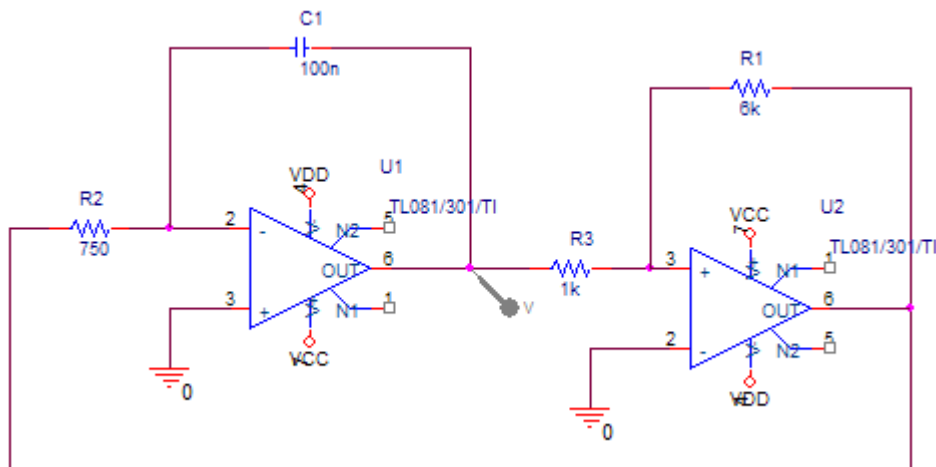 C1
100n
R1
6k
VDD
4
U1
TL081/301/TI
R2
750
2
-
N2
5
OUT
6
3
+
N1
1
VCC
0
V
R3
1k
VCC
7
U2
TL081/301/TI
3
+
N1
1
OUT
6
2
-
N2
5
VDD
0